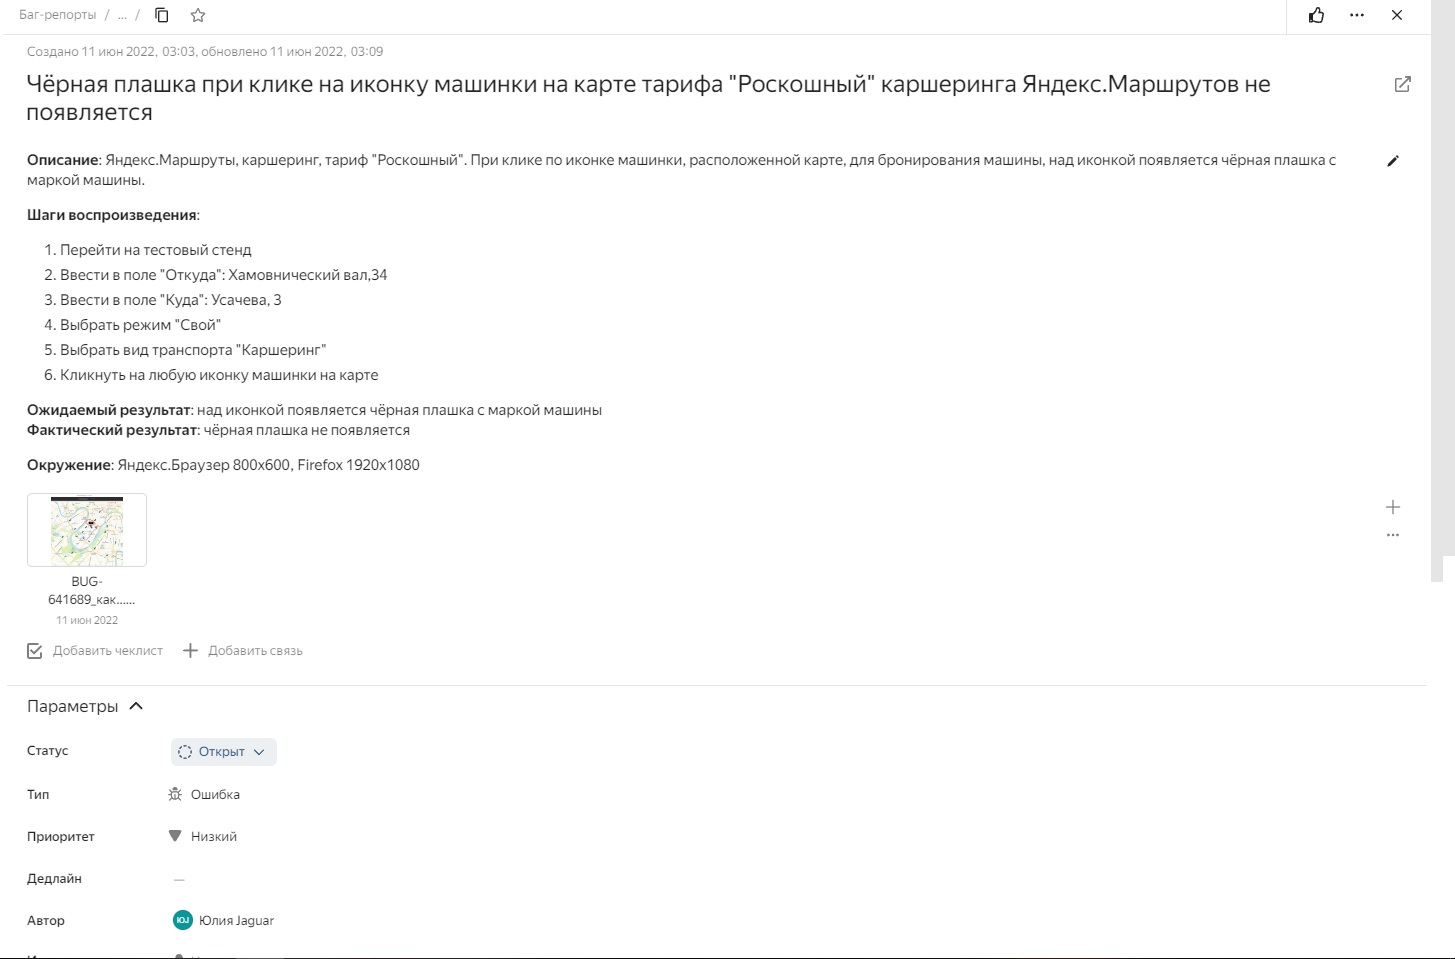 Баг-репорты / ... /
Создано 11 июн 2022, 03:03, обновлено 11 июн 2022, 03:09
Чёрная плашка при клике на иконку машинки на карте тарифа "Роскошный" каршеринга Яндекс.Маршрутов не
появляется
Описание: Яндекс.Маршруты, каршеринг, тариф "Роскошный". При клике по иконке машинки, расположенной карте, для бронирования машины, над иконкой появляется чёрная плашка с
маркой машины.
Шаги воспроизведения:
1. Перейти на тестовый стенд
2. Ввести в поле "Откуда": Хамовнический вал,34
3. Ввести в поле "Куда": Усачева, 3
4. Выбрать режим "Свой"
5. Выбрать вид транспорта "Каршеринг"
6. Кликнуть на любую иконку машинки на карте
Ожидаемый результат: над иконкой появляется чёрная плашка с маркой машины
Фактический результат: чёрная плашка не появляется
Окружение: Яндекс.Браузер 800x600, Firefox 1920x1080
BUG-
641689_как......
11 июн 2022
Добавить чеклист Добавить связь
Параметры
Статус Открыт
Тип Ошибка
Приоритет Низкий
Дедлайн —
Автор ЮJ Юлия Jaguar